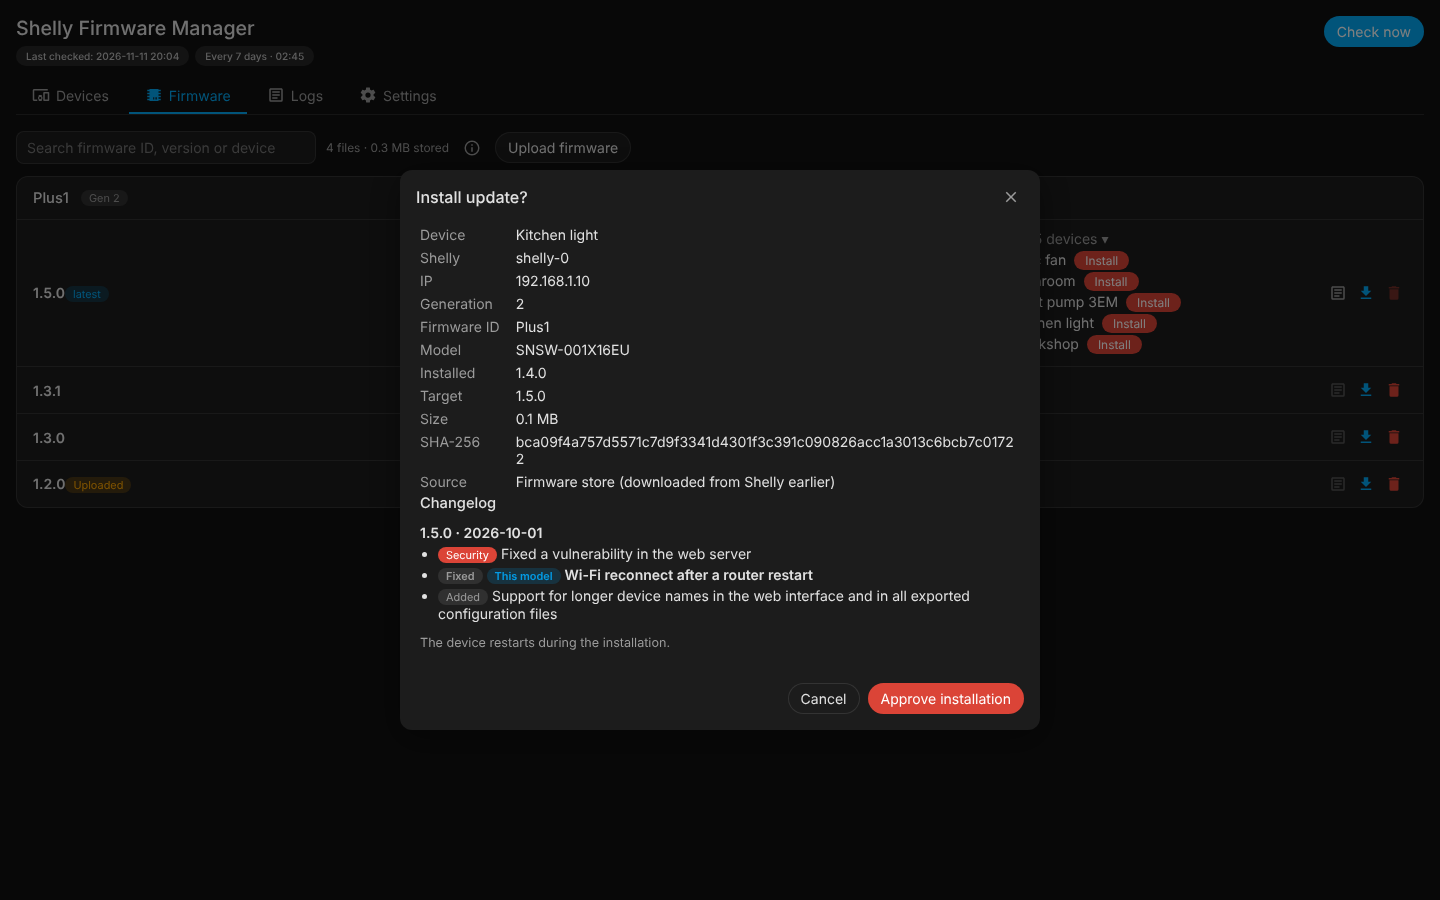 Shelly Firmware Manager
Last checked: 2026-11-11 20:04
Every 7 days · 02:45
Check now
Devices
Firmware
Logs
Settings
Search firmware ID, version or device
4 files · 0.3 MB stored
Upload firmware
Plus1
Gen 2
Install update?
Device Kitchen light
Shelly shelly-0
IP 192.168.1.10
Generation 2
Firmware ID Plus1
Model SNSW-001X16EU
Installed 1.4.0
Target 1.5.0
Size 0.1 MB
SHA-256 bca09f4a757d5571c7d9f3341d4301f3c391c090826acc1a3013c6bcb7c0172
2
Source Firmware store (downloaded from Shelly earlier)
Changelog
1.5.0 · 2026-10-01
Security Fixed a vulnerability in the web server
Fixed This model Wi-Fi reconnect after a router restart
Added Support for longer device names in the web interface and in all exported
configuration files
The device restarts during the installation.
Cancel
Approve installation
1.5.0 latest
devices ▾
fan Install
room Install
pump 3EM Install
light Install
shop Install
1.3.1
1.3.0
1.2.0 Uploaded